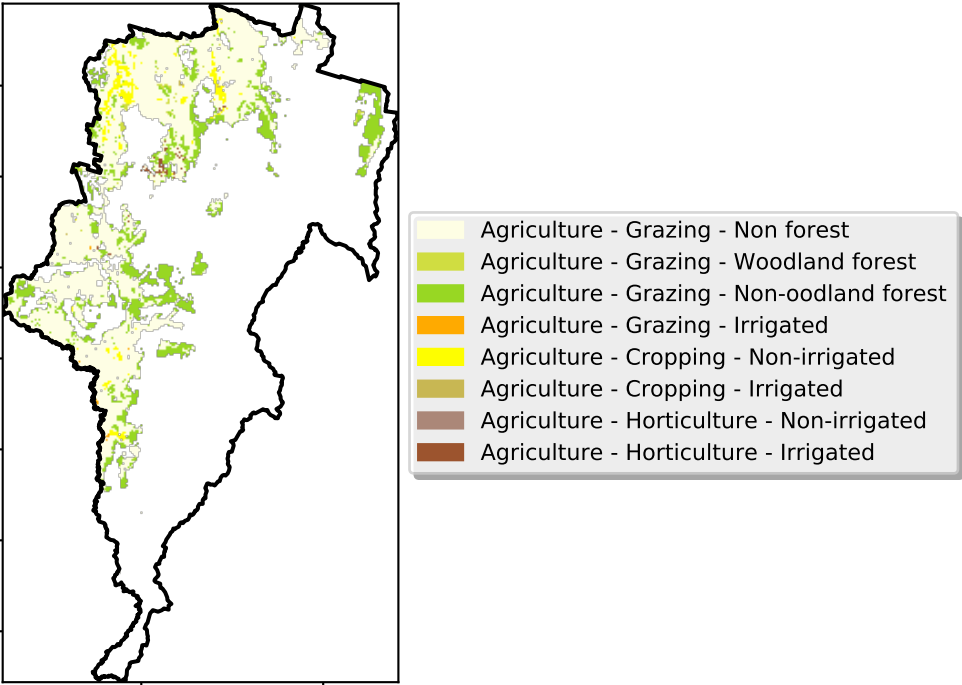 Agriculture - Grazing - Non forest
Agriculture - Grazing - Woodland forest
Agriculture - Grazing - Non-oodland forest
Agriculture - Grazing - Irrigated
Agriculture - Cropping - Non-irrigated
Agriculture - Cropping - Irrigated
Agriculture - Horticulture - Non-irrigated
Agriculture - Horticulture - Irrigated